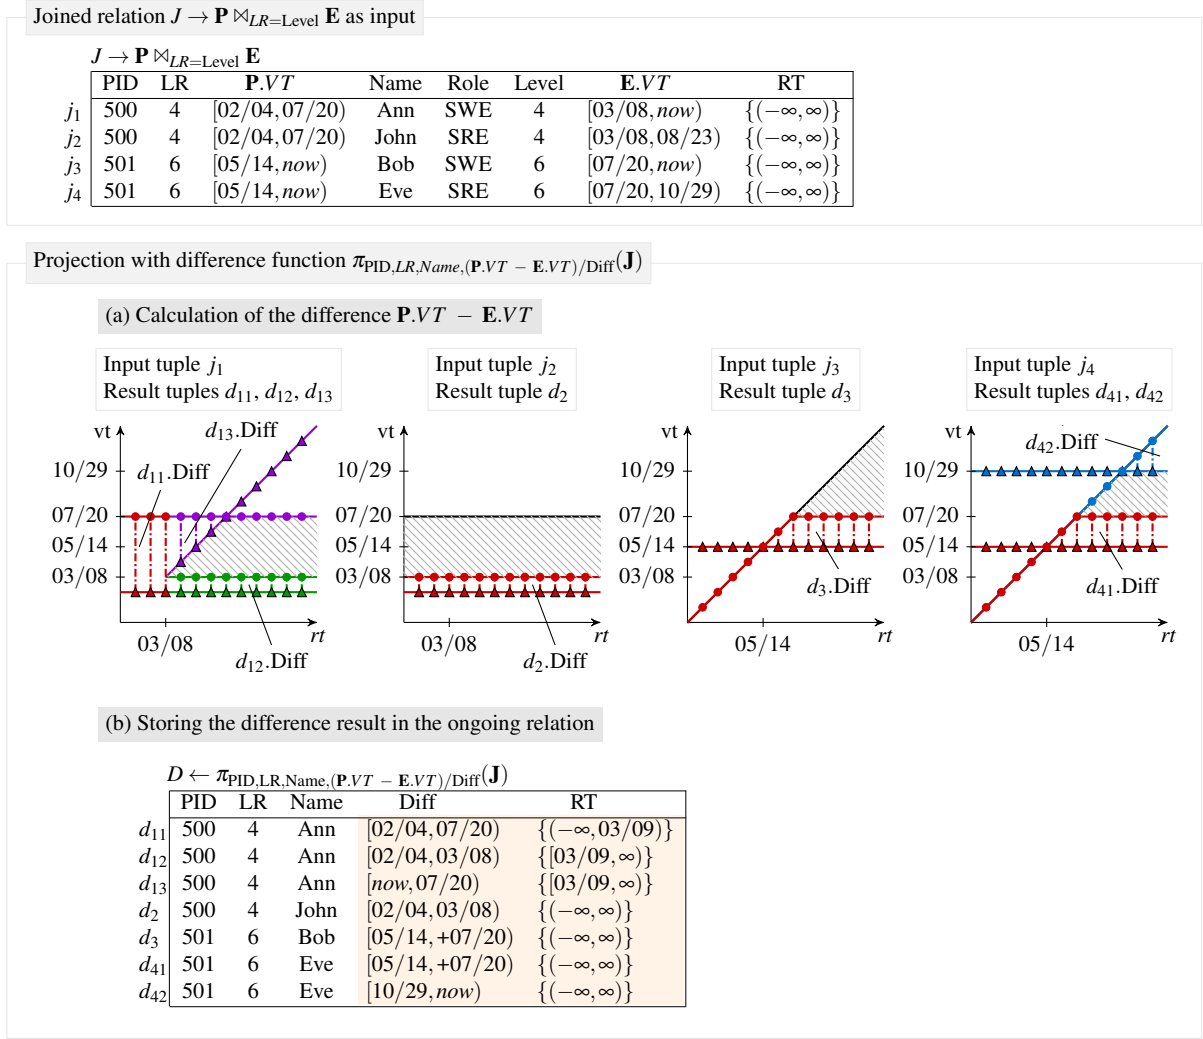 Joined relation J → P ⋈LR=Level E as input
J → P ⋈LR=Level E
PID LR P.VT Name Role Level E.VT RT
j1 500 4 [02/04, 07/20) Ann SWE 4 [03/08, now) {(−∞, ∞)}
j2 500 4 [02/04, 07/20) John SRE 4 [03/08, 08/23) {(−∞, ∞)}
j3 501 6 [05/14, now) Bob SWE 6 [07/20, now) {(−∞, ∞)}
j4 501 6 [05/14, now) Eve SRE 6 [07/20, 10/29) {(−∞, ∞)}
Projection with difference function πPID,LR,Name,(P.VT − E.VT)/Diff(J)
(a) Calculation of the difference P.VT − E.VT
Input tuple j1
Result tuples d11, d12, d13
vt
10/29
07/20
05/14
03/08
d11.Diff
d13.Diff
d12.Diff
03/08
rt
Input tuple j2
Result tuple d2
vt
10/29
07/20
05/14
03/08
d2.Diff
03/08
rt
Input tuple j3
Result tuple d3
vt
10/29
07/20
05/14
03/08
d3.Diff
05/14
rt
Input tuple j4
Result tuples d41, d42
vt
10/29
07/20
05/14
03/08
d42.Diff
d41.Diff
05/14
rt
(b) Storing the difference result in the ongoing relation
D ← πPID,LR,Name,(P.VT − E.VT)/Diff(J)
PID LR Name Diff RT
d11 500 4 Ann [02/04, 07/20) {(−∞, 03/09)}
d12 500 4 Ann [02/04, 03/08) {[03/09, ∞)}
d13 500 4 Ann [now, 07/20) {[03/09, ∞)}
d2 500 4 John [02/04, 03/08) {(−∞, ∞)}
d3 501 6 Bob [05/14, +07/20) {(−∞, ∞)}
d41 501 6 Eve [05/14, +07/20) {(−∞, ∞)}
d42 501 6 Eve [10/29, now) {(−∞, ∞)}